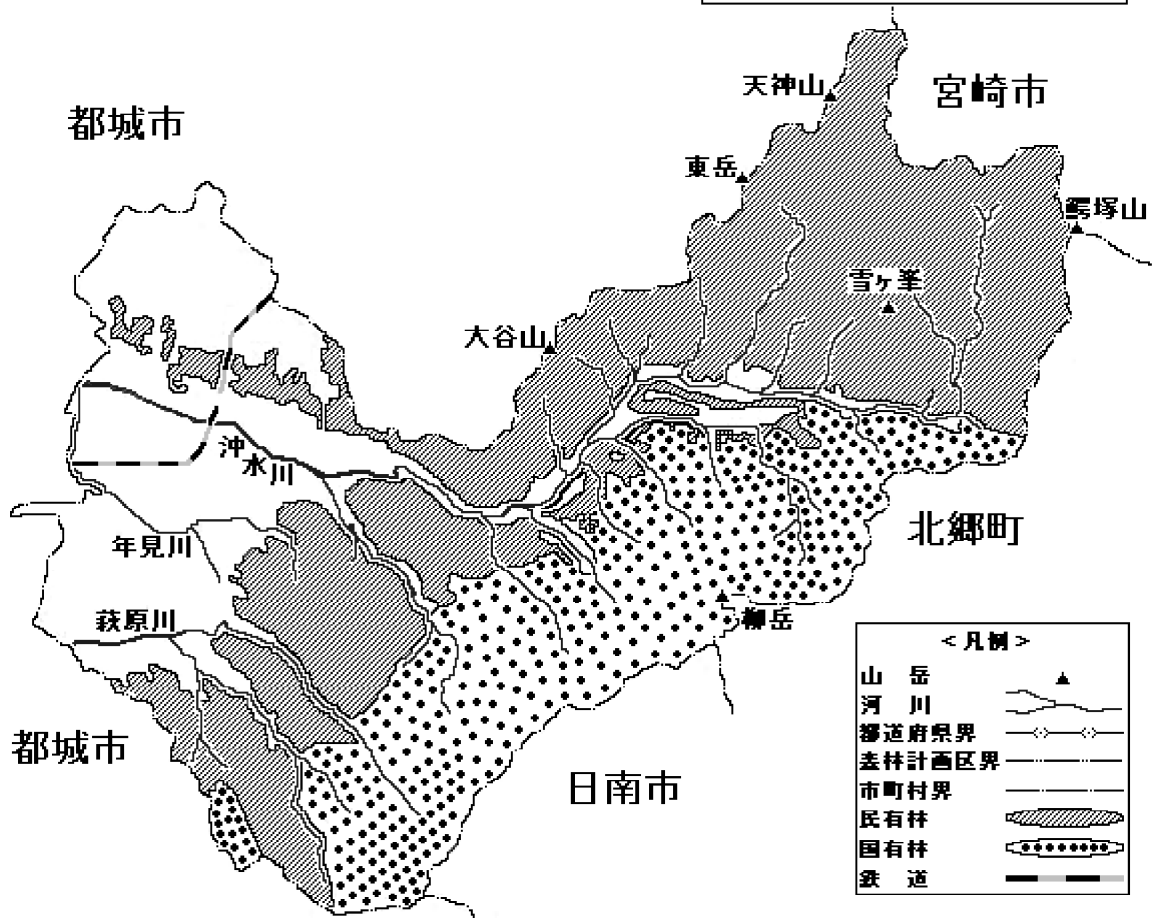 天神山
宮崎市
都城市
東岳
鰐塚山
雪ヶ峯
大谷山
沖水川
年見川
北郷町
柳岳
萩原川
都城市
日南市
<凡例>
山 岳
河 川
都道府県界
森林計画区界
市町村界
民有林
国有林
鉄 道